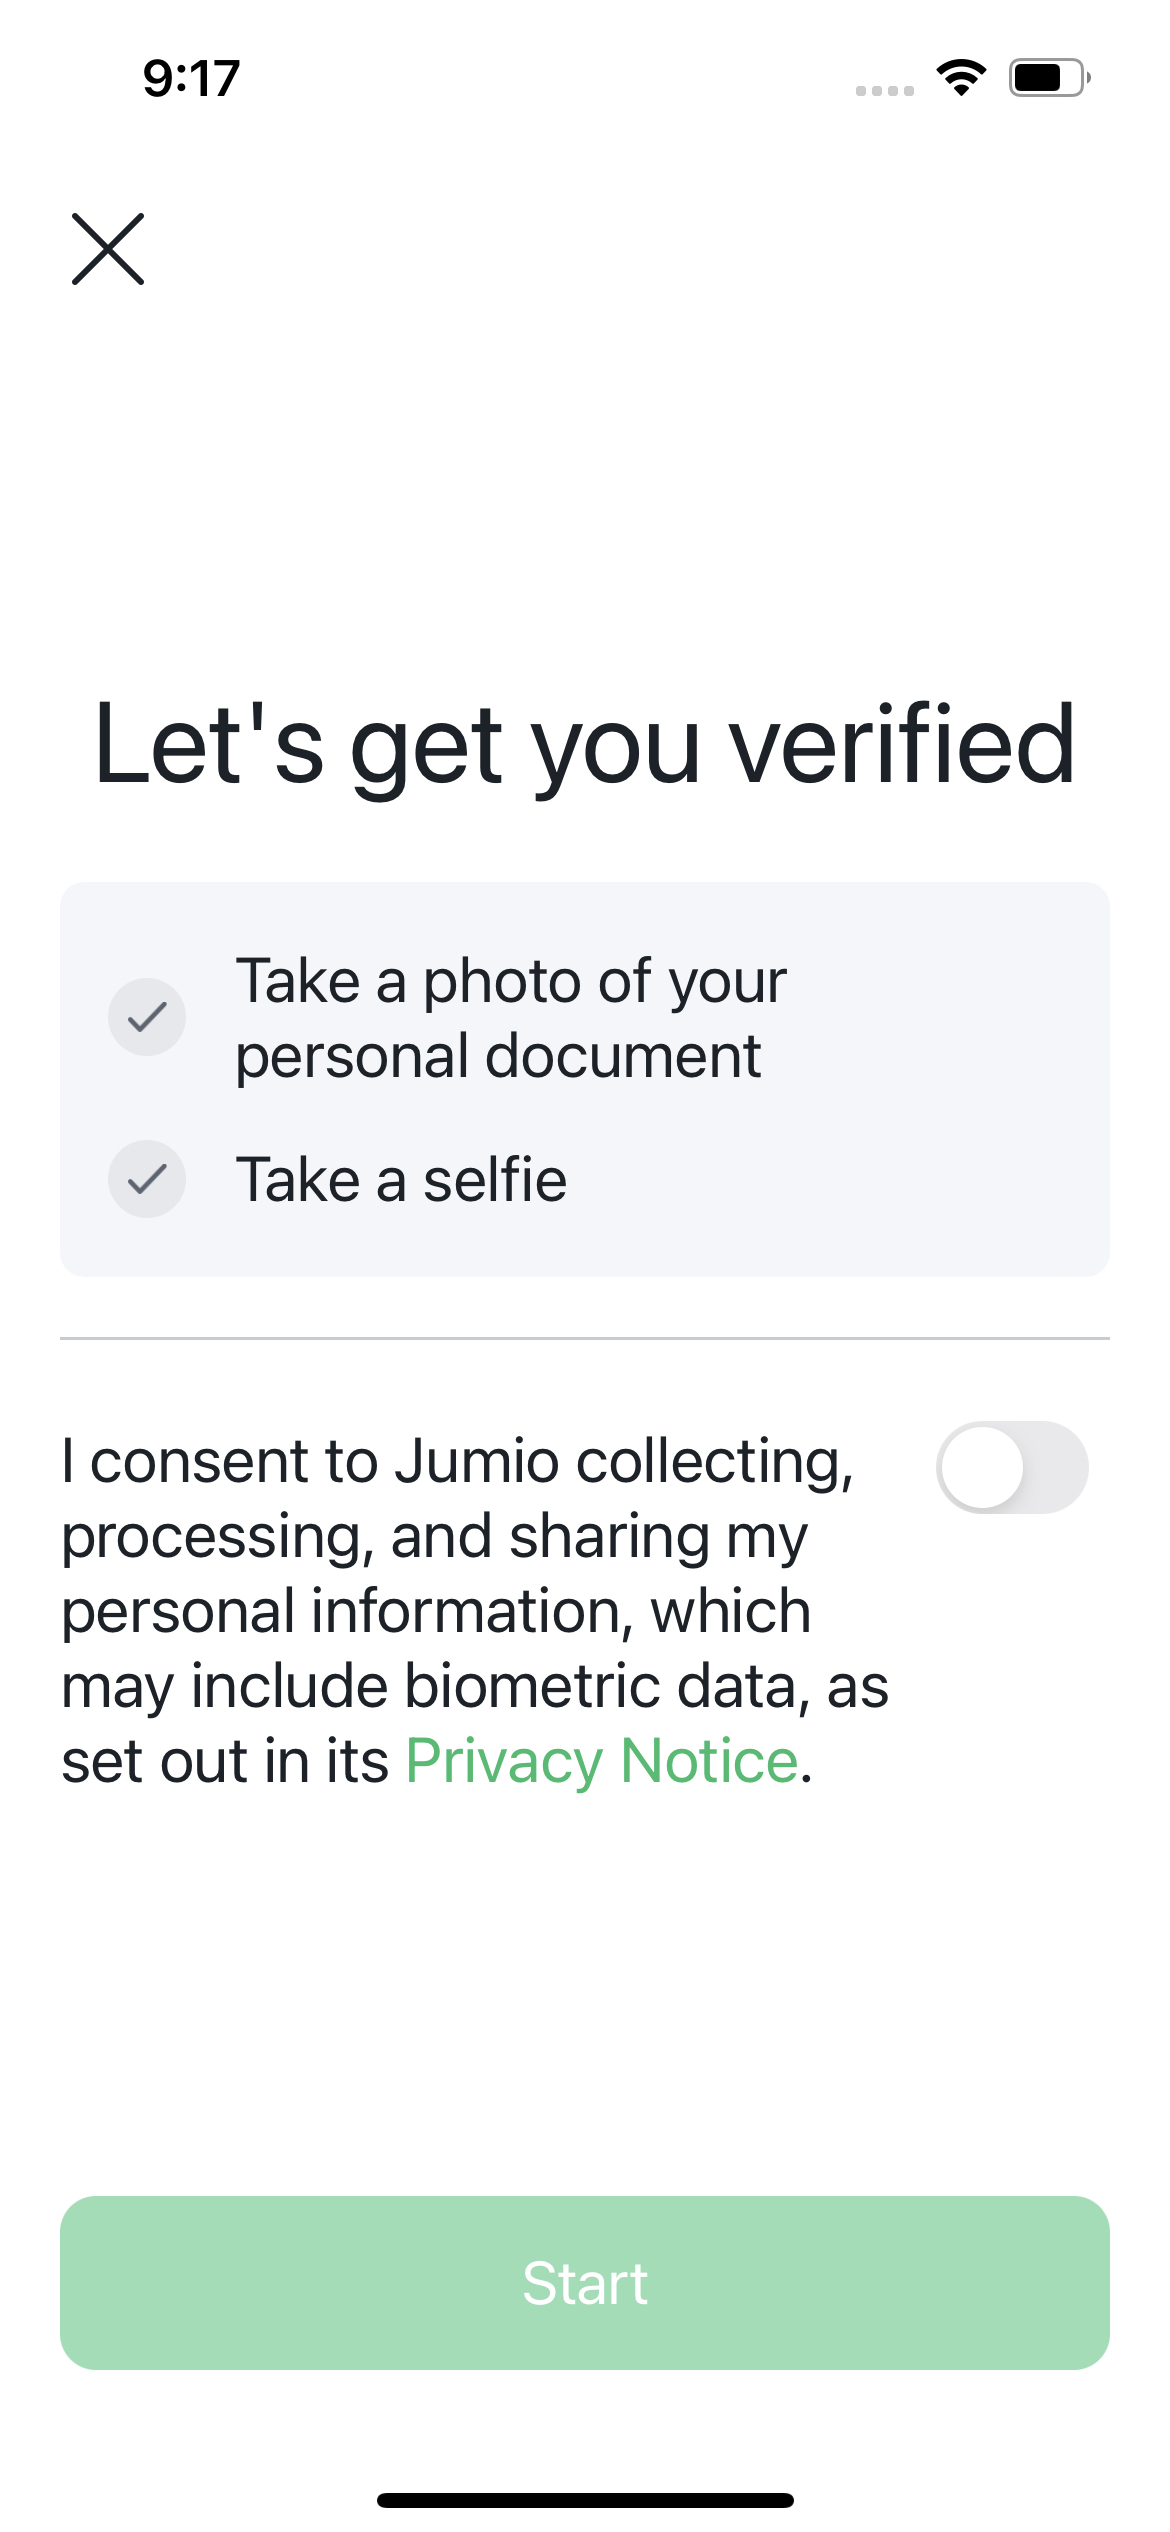 9:17
Let's get you verified
Take a photo of your
personal document
Take a selfie
I consent to Jumio collecting,
processing, and sharing my
personal information, which
may include biometric data, as
set out in its Privacy Notice.
Start